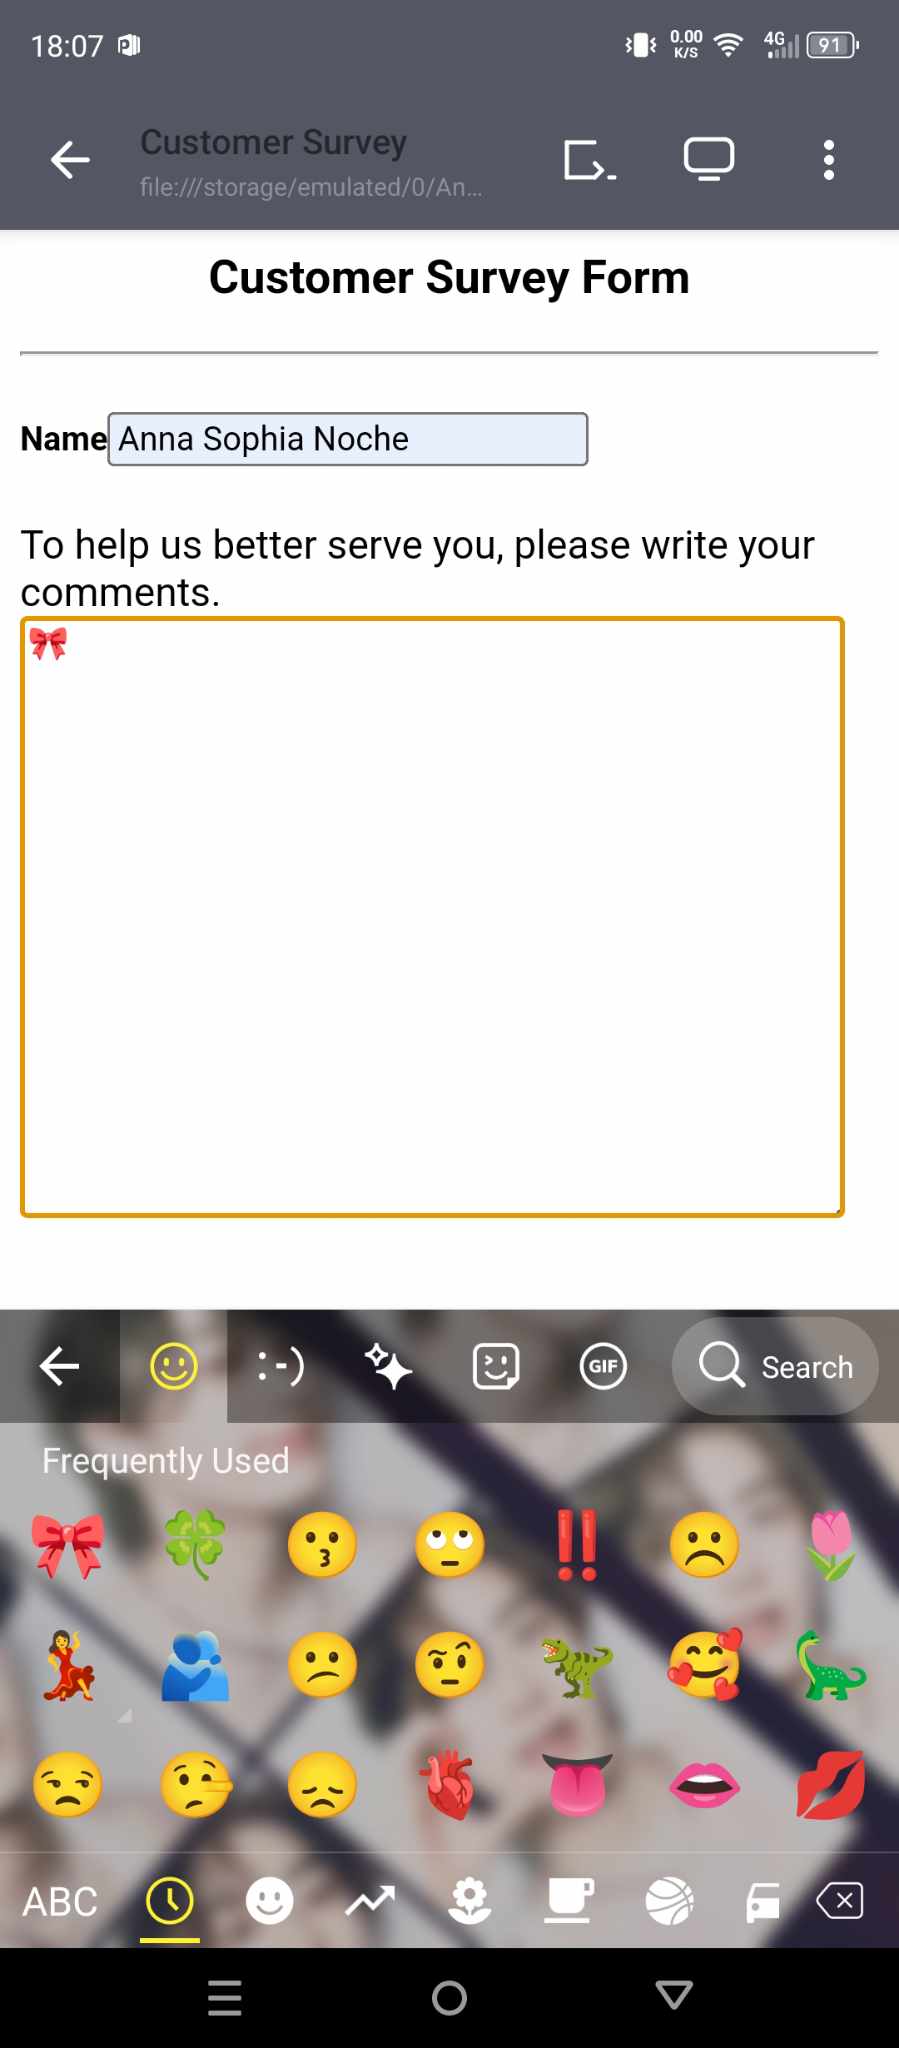 18:07
0.00
K/S
4G
91
Customer Survey
file:///storage/emulated/0/An...
Customer Survey Form
Name Anna Sophia Noche
To help us better serve you, please write your
comments.
🎀
:-) GIF Search
Frequently Used
ABC